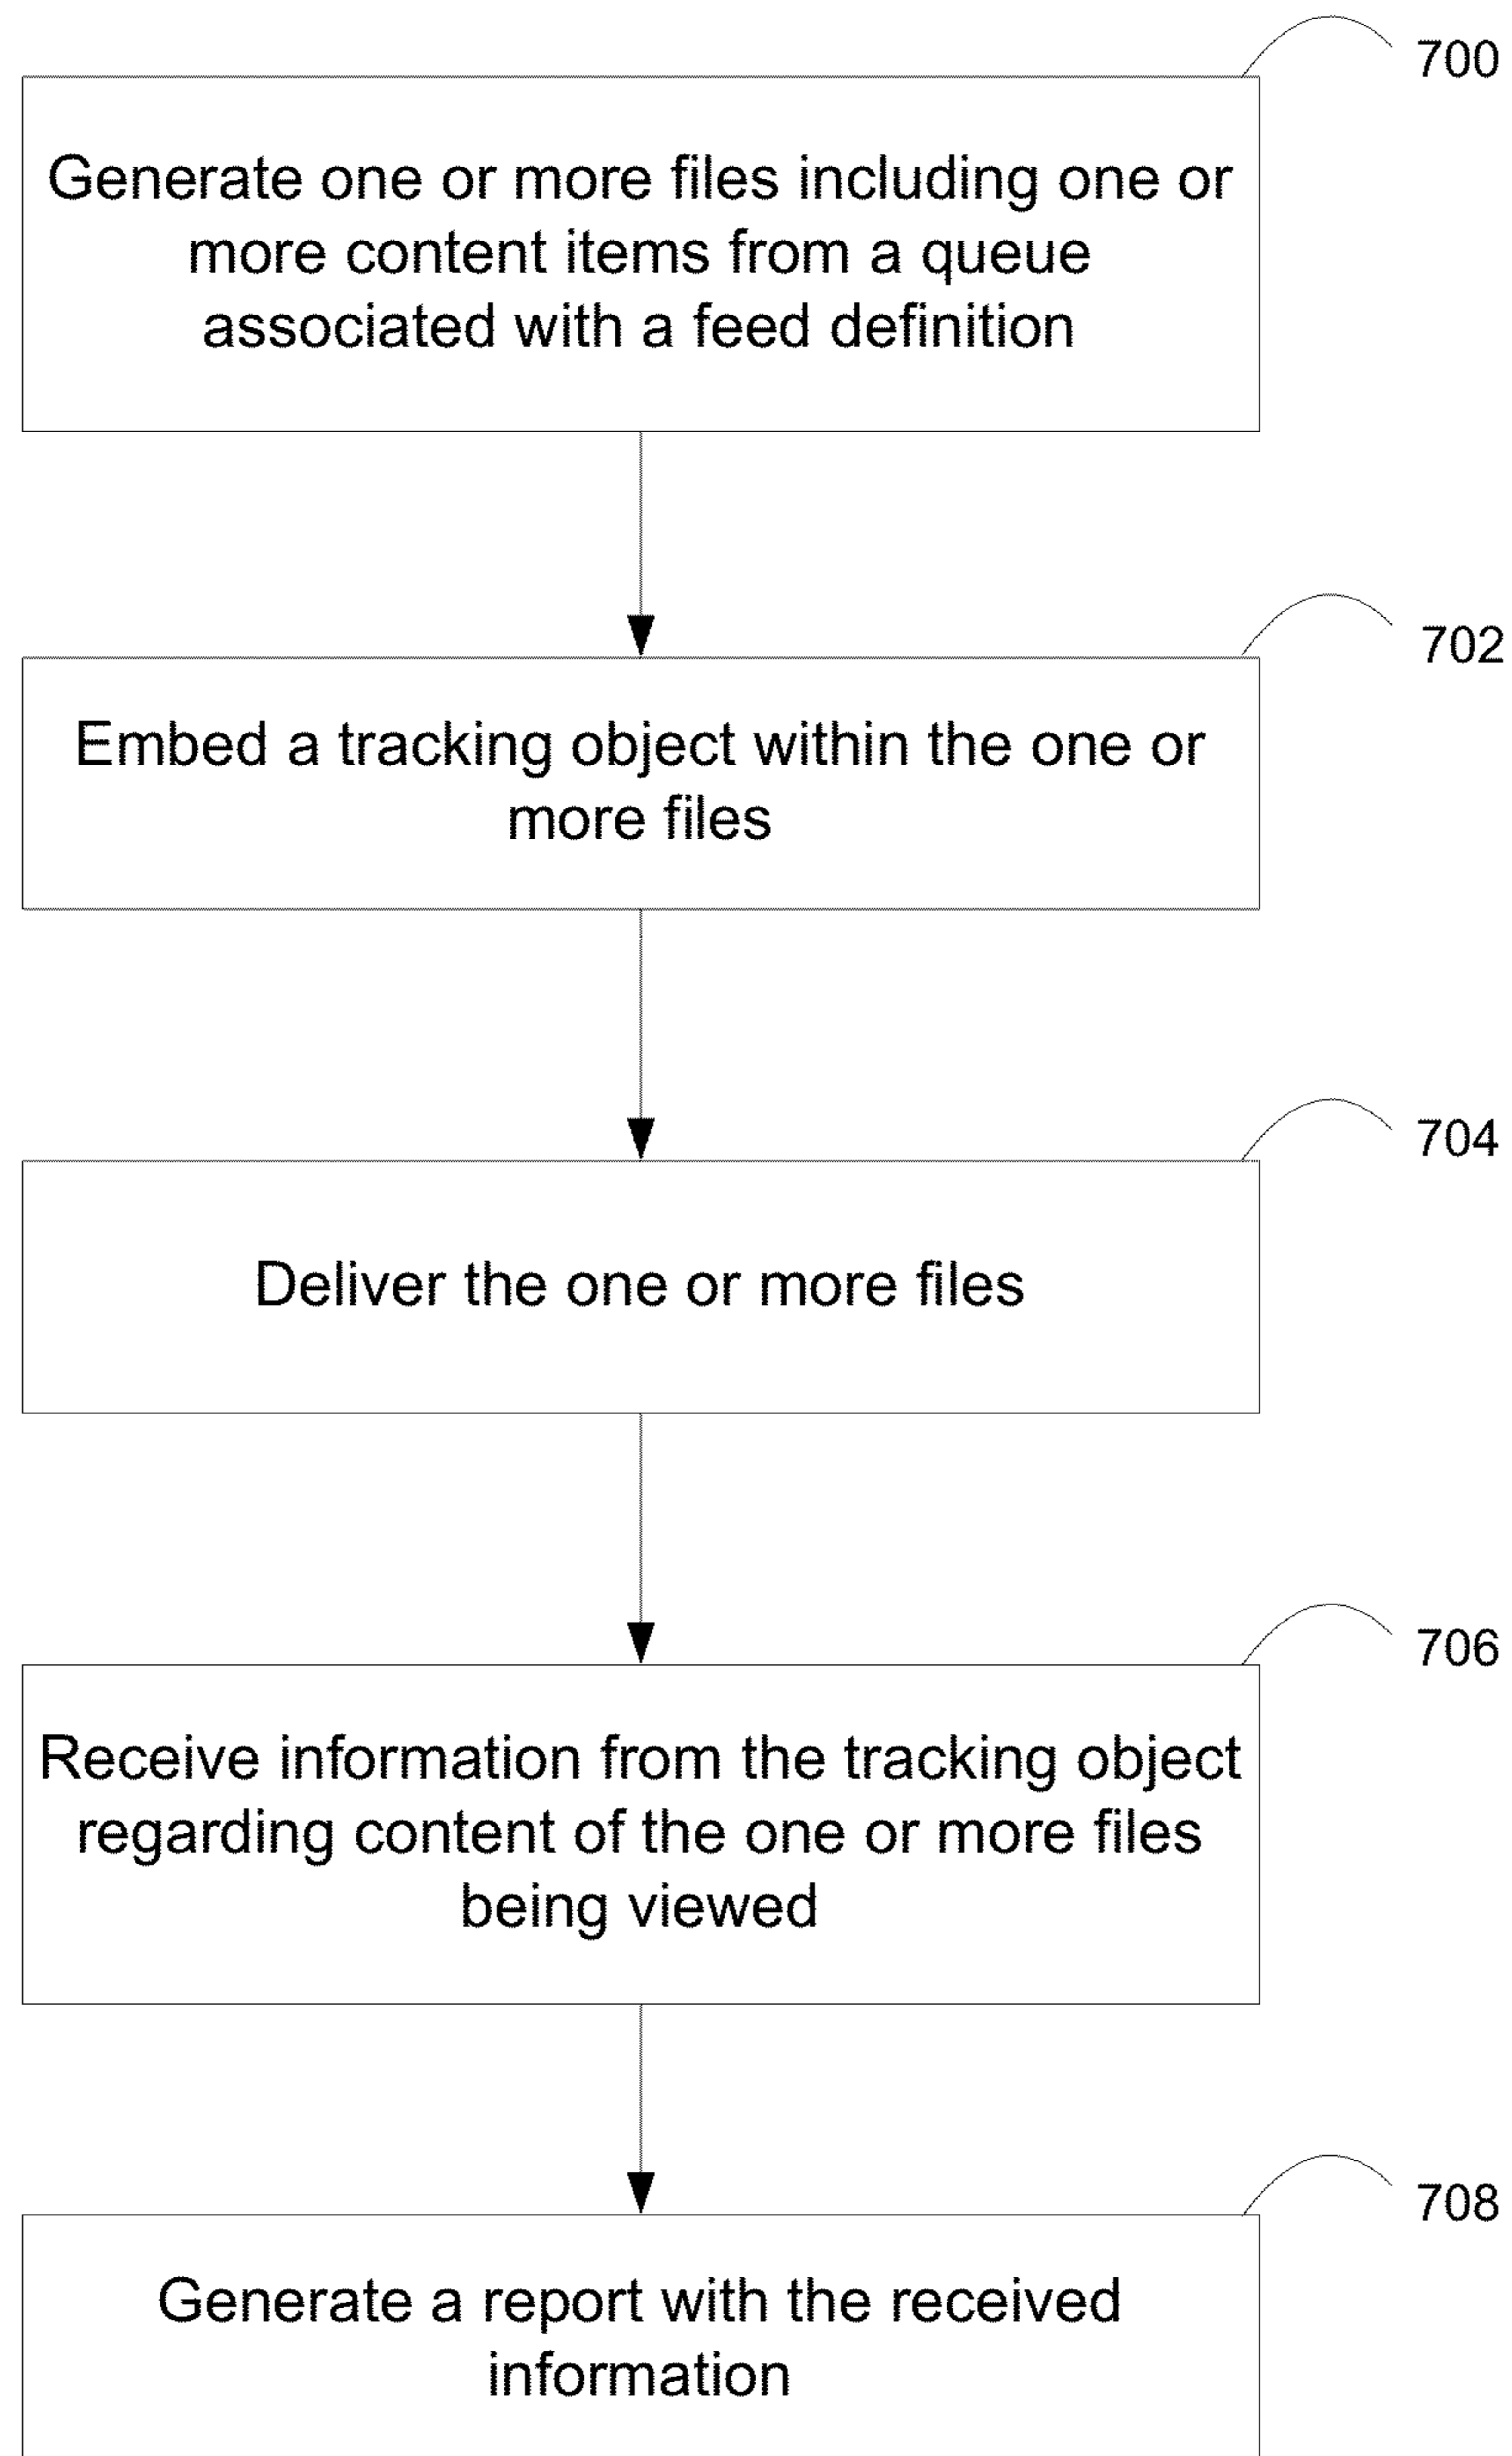 700
Generate one or more files including one or
more content items from a queue
associated with a feed definition
702
Embed a tracking object within the one or
more files
704
Deliver the one or more files
706
Receive information from the tracking object
regarding content of the one or more files
being viewed
708
Generate a report with the received
information